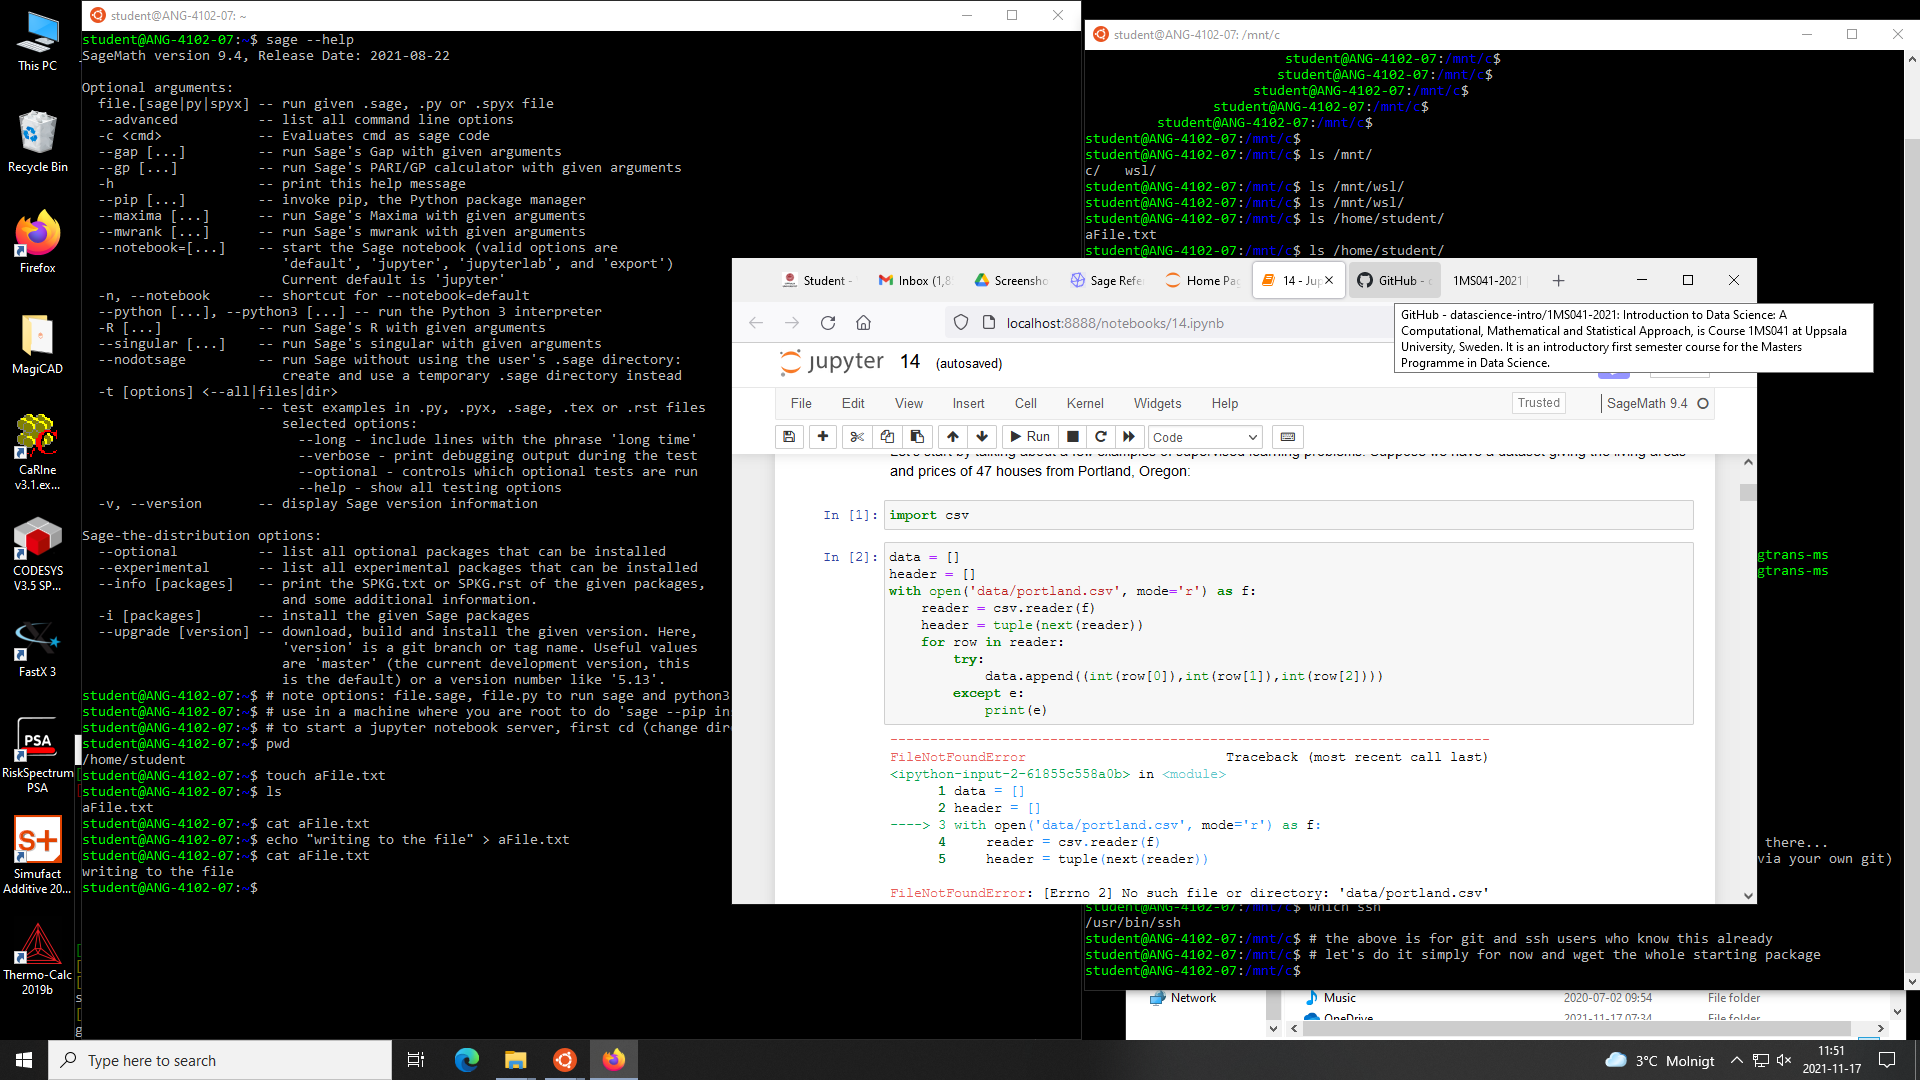 This PC
Recycle Bin
Firefox
MagiCAD
CaRIne
v3.1.ex...
CODESYS
V3.5 SP...
FastX 3
RiskSpectrum
PSA
Simufact
Additive 20...
Thermo-Calc
2019b
student@ANG-4102-07: ~
student@ANG-4102-07:~$ sage --help
SageMath version 9.4, Release Date: 2021-08-22
Optional arguments:
file.[sage|py|spyx] -- run given .sage, .py or .spyx file
--advanced -- list all command line options
-c <cmd> -- Evaluates cmd as sage code
--gap [...] -- run Sage's Gap with given arguments
--gp [...] -- run Sage's PARI/GP calculator with given arguments
-h -- print this help message
--pip [...] -- invoke pip, the Python package manager
--maxima [...] -- run Sage's Maxima with given arguments
--mwrank [...] -- run Sage's mwrank with given arguments
--notebook=[...] -- start the Sage notebook (valid options are
'default', 'jupyter', 'jupyterlab', and 'export')
Current default is 'jupyter'
-n, --notebook -- shortcut for --notebook=default
--python [...], --python3 [...] -- run the Python 3 interpreter
-R [...] -- run Sage's R with given arguments
--singular [...] -- run Sage's singular with given arguments
--nodotsage -- run Sage without using the user's .sage directory:
create and use a temporary .sage directory instead
-t [options] <--all|files|dir>
-- test examples in .py, .pyx, .sage, .tex or .rst files
selected options:
--long - include lines with the phrase 'long time'
--verbose - print debugging output during the test
--optional - controls which optional tests are run
--help - show all testing options
-v, --version -- display Sage version information
Sage-the-distribution options:
--optional -- list all optional packages that can be installed
--experimental -- list all experimental packages that can be installed
--info [packages] -- print the SPKG.txt or SPKG.rst of the given packages,
and some additional information.
-i [packages] -- install the given Sage packages
--upgrade [version] -- download, build and install the given version. Here,
'version' is a git branch or tag name. Useful values
are 'master' (the current development version, this
is the default) or a version number like '5.13'.
student@ANG-4102-07:~$ # note options: file.sage, file.py to run sage and python3
student@ANG-4102-07:~$ # use in a machine where you are root to do 'sage --pip in
student@ANG-4102-07:~$ # to start a jupyter notebook server, first cd (change dir
student@ANG-4102-07:~$ pwd
/home/student
student@ANG-4102-07:~$ touch aFile.txt
student@ANG-4102-07:~$ ls
aFile.txt
student@ANG-4102-07:~$ cat aFile.txt
student@ANG-4102-07:~$ echo "writing to the file" > aFile.txt
student@ANG-4102-07:~$ cat aFile.txt
writing to the file
student@ANG-4102-07:~$
student@ANG-4102-07: /mnt/c
student@ANG-4102-07:/mnt/c$
student@ANG-4102-07:/mnt/c$
student@ANG-4102-07:/mnt/c$
student@ANG-4102-07:/mnt/c$
student@ANG-4102-07:/mnt/c$
student@ANG-4102-07:/mnt/c$
student@ANG-4102-07:/mnt/c$ ls /mnt/
c/ wsl/
student@ANG-4102-07:/mnt/c$ ls /mnt/wsl/
student@ANG-4102-07:/mnt/c$ ls /mnt/wsl/
student@ANG-4102-07:/mnt/c$ ls /home/student/
aFile.txt
student@ANG-4102-07:/mnt/c$ ls /home/student/
Student - Inbox (1,8 Screensho Sage Refe Home Pag 14 - Jup GitHub - 1MS041-2021
localhost:8888/notebooks/14.ipynb
GitHub - datascience-intro/1MS041-2021: Introduction to Data Science: A
Computational, Mathematical and Statistical Approach, is Course 1MS041 at Uppsala
University, Sweden. It is an introductory first semester course for the Masters
Programme in Data Science.
jupyter 14 (autosaved)
File Edit View Insert Cell Kernel Widgets Help Trusted SageMath 9.4
Run Code
Let's start by talking about a few examples of supervised learning problems. Suppose we have a dataset giving the living areas
and prices of 47 houses from Portland, Oregon:
In [1]: import csv
In [2]: data = []
header = []
with open('data/portland.csv', mode='r') as f:
reader = csv.reader(f)
header = tuple(next(reader))
for row in reader:
try:
data.append((int(row[0]),int(row[1]),int(row[2])))
except e:
print(e)
---------------------------------------------------------------------------
FileNotFoundError Traceback (most recent call last)
<ipython-input-2-61855c558a0b> in <module>
1 data = []
2 header = []
----> 3 with open('data/portland.csv', mode='r') as f:
4 reader = csv.reader(f)
5 header = tuple(next(reader))
FileNotFoundError: [Errno 2] No such file or directory: 'data/portland.csv'
gtrans-ms
gtrans-ms
there...
via your own git)
student@ANG-4102-07:/mnt/c$ which ssh
/usr/bin/ssh
student@ANG-4102-07:/mnt/c$ # the above is for git and ssh users who know this already
student@ANG-4102-07:/mnt/c$ # let's do it simply for now and wget the whole starting package
student@ANG-4102-07:/mnt/c$
Network
Music 2020-07-02 09:54 File folder
OneDrive 2021-11-17 07:34 File folder
Type here to search
3°C Molnigt
11:51
2021-11-17